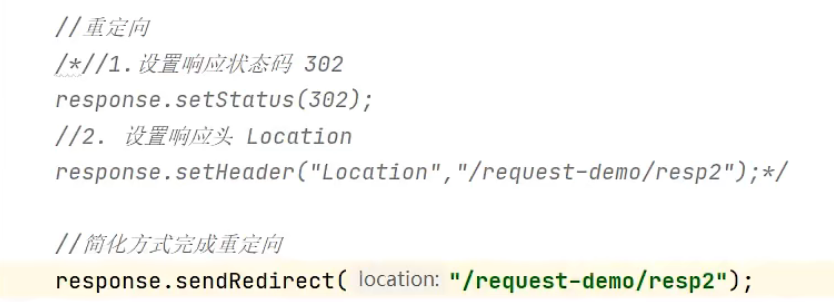 //重定向
/*//1.设置响应状态码 302
response.setStatus(302);
//2. 设置响应头 Location
response.setHeader("Location","/request-demo/resp2");*/
//简化方式完成重定向
response.sendRedirect( location: "/request-demo/resp2");